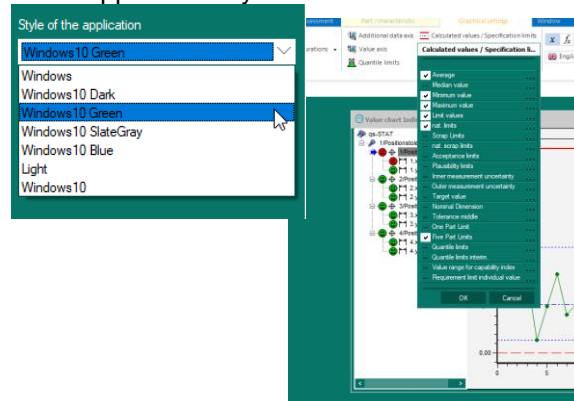 Style of the application
Windows10 Green
Windows
Windows10 Dark
Windows10 Green
Windows10 SlateGray
Windows10 Blue
Light
Windows10
Part / characteristic
Graphical settings
Window
Additional data axis
Calculated values / Specification limits
Value axis
Quantile limits
Calculated values / Specification li...
Average
Median value
Minimum value
Maximum value
Limit values
nat. limits
Scrap Limits
nat. scrap limits
Acceptance limits
Plausibility limits
Inner measurement uncertainty
Outer measurement uncertainty
Target value
Nominal Dimension
Tolerance middle
One Part Limit
Five Part Limits
Quantile limits
Quantile limits interim.
Value range for capability index
Requirement limit individual value
OK Cancel
Value chart Indi
qs-STAT
0,00
0
5